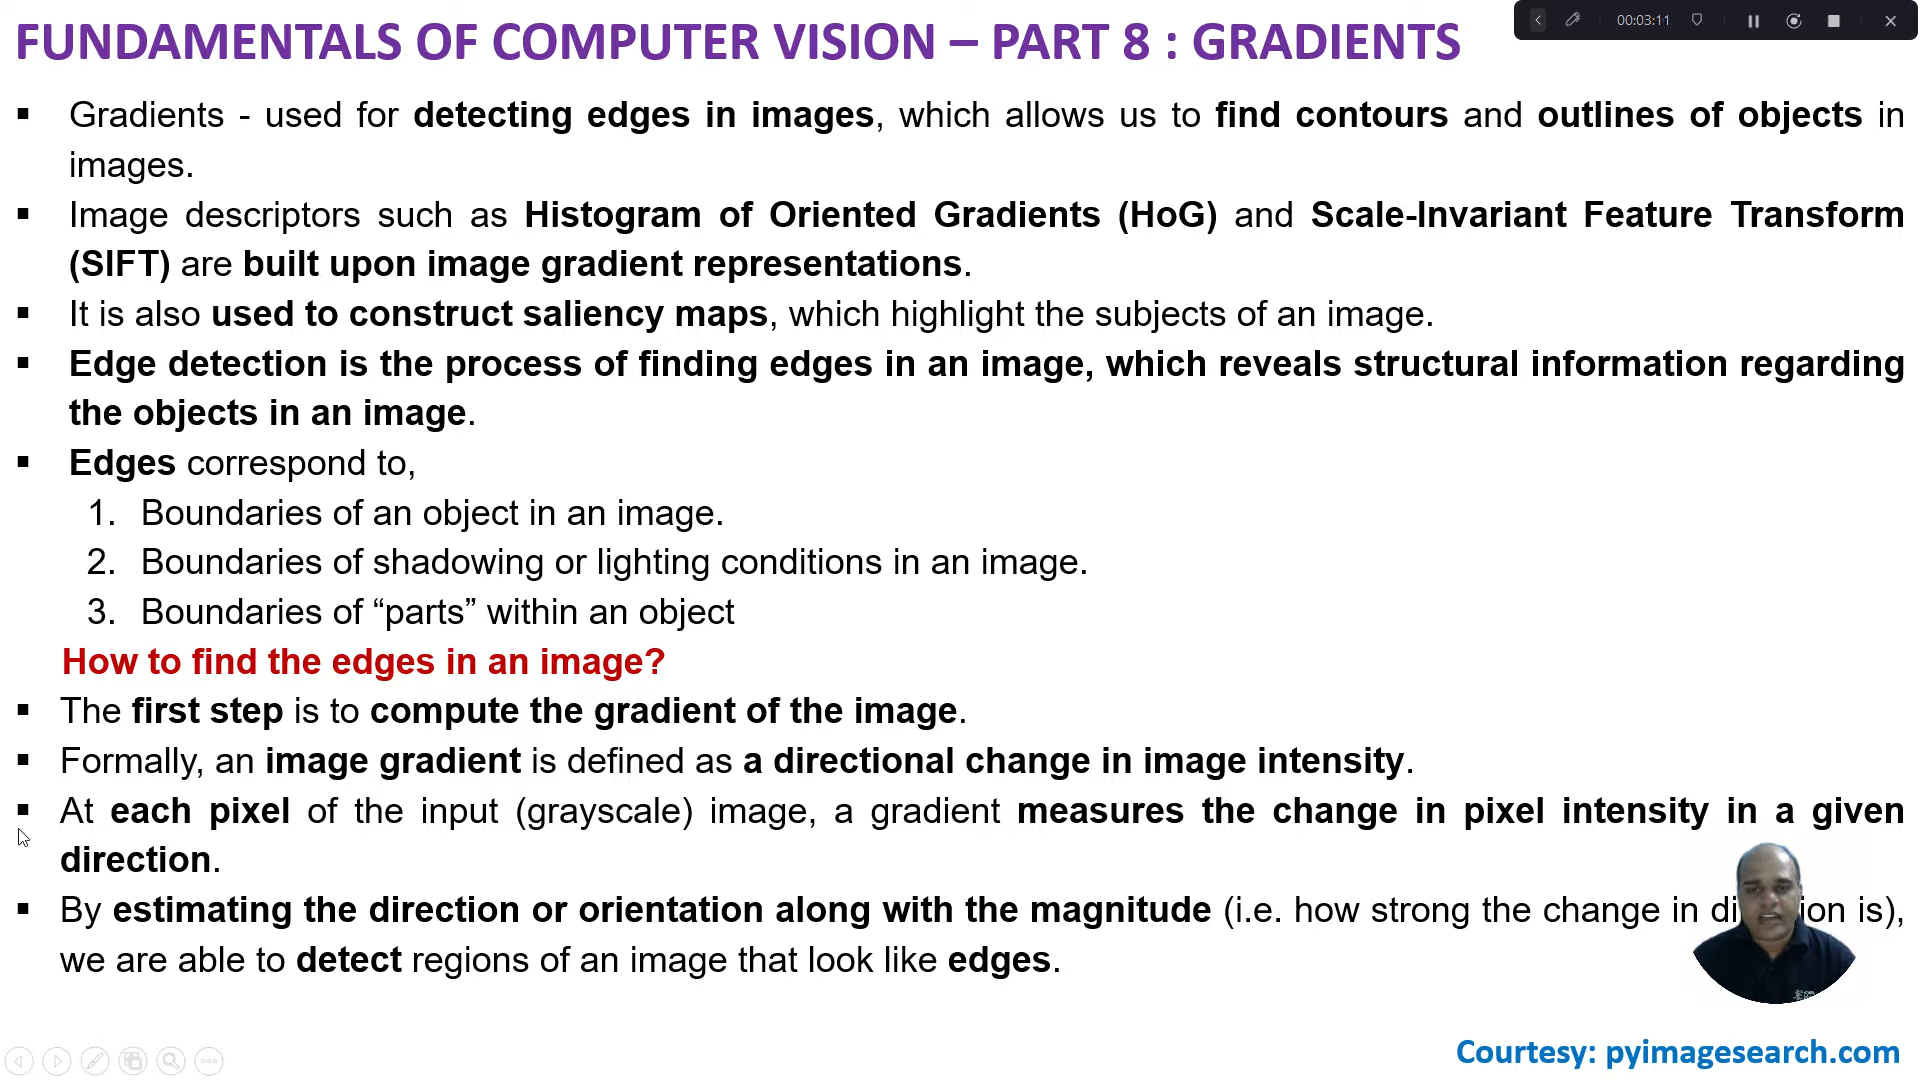 FUNDAMENTALS OF COMPUTER VISION – PART 8 : GRADIENTS
00:03:11
▪ Gradients - used for detecting edges in images, which allows us to find contours and outlines of objects in
images.
▪ Image descriptors such as Histogram of Oriented Gradients (HoG) and Scale-Invariant Feature Transform
(SIFT) are built upon image gradient representations.
▪ It is also used to construct saliency maps, which highlight the subjects of an image.
▪ Edge detection is the process of finding edges in an image, which reveals structural information regarding
the objects in an image.
▪ Edges correspond to,
1. Boundaries of an object in an image.
2. Boundaries of shadowing or lighting conditions in an image.
3. Boundaries of “parts” within an object
How to find the edges in an image?
▪ The first step is to compute the gradient of the image.
▪ Formally, an image gradient is defined as a directional change in image intensity.
▪ At each pixel of the input (grayscale) image, a gradient measures the change in pixel intensity in a given
direction.
▪ By estimating the direction or orientation along with the magnitude (i.e. how strong the change in is),
we are able to detect regions of an image that look like edges.
Courtesy: pyimagesearch.com